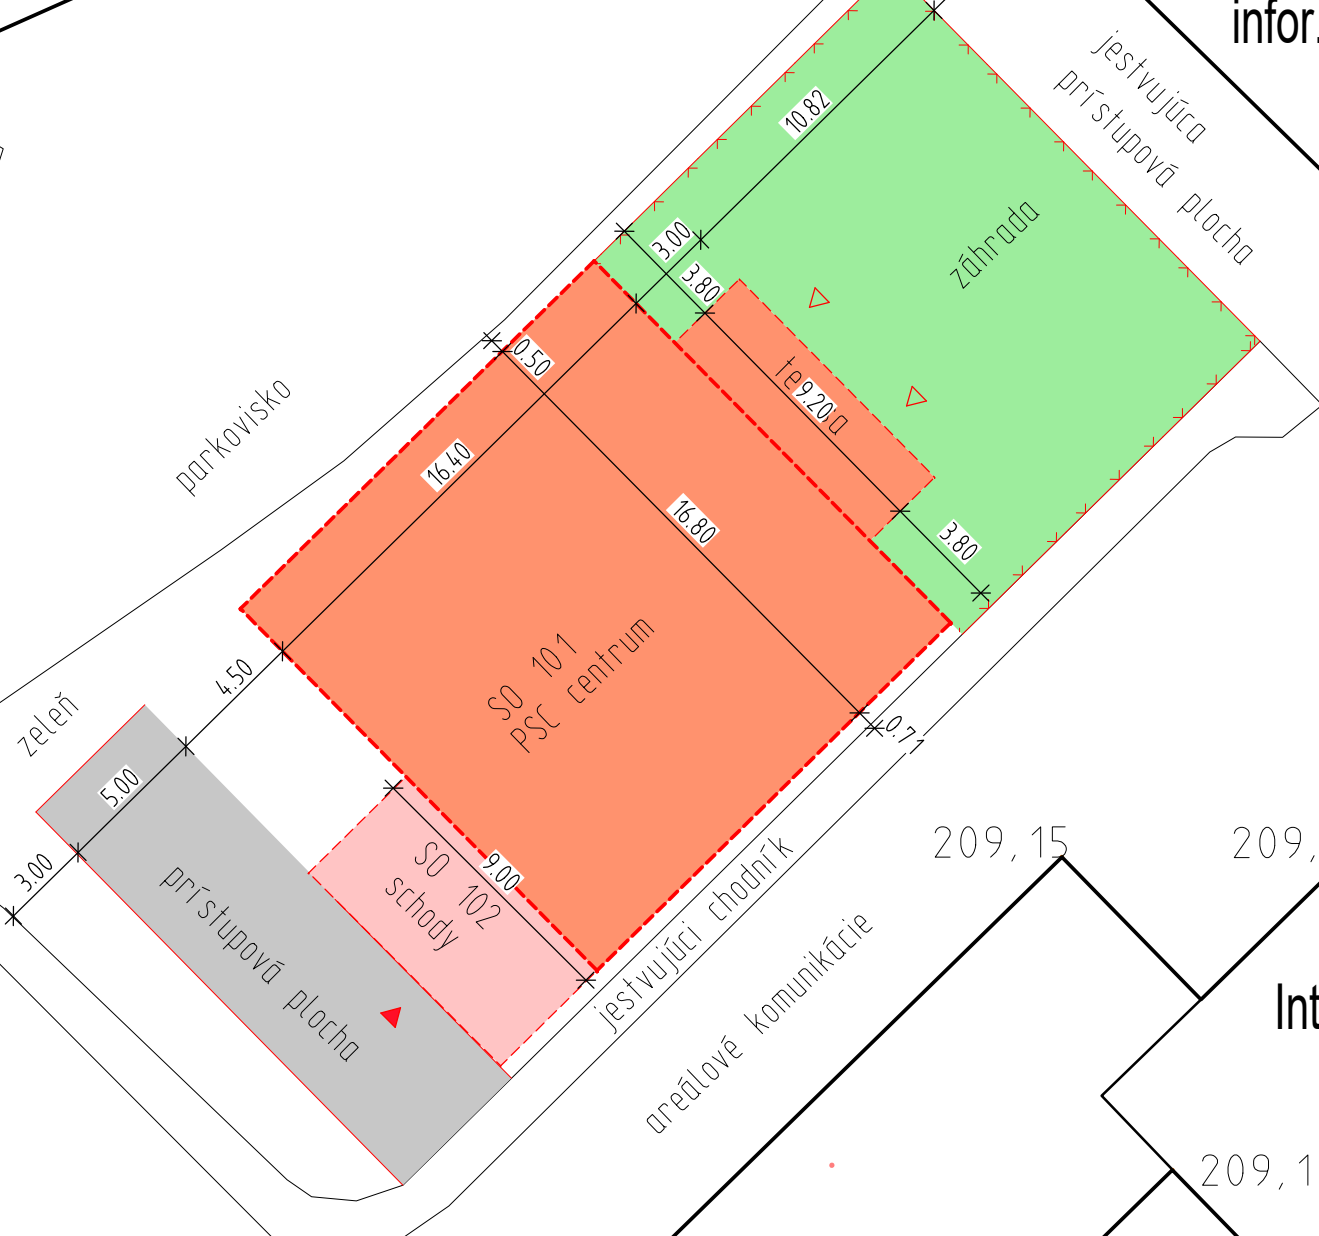 infor.
jestvujúca
prístupová plocha
10.82
záhrada
3.00
3.80
0.50
9.20
parkovisko
16.40
16.80
3.80
SO 101
PSC centrum
4.50
zeleň
0.71
5.00
9.00
SO 102
schody
3.00
prístupová plocha
jestvujúci chodník
areálové komunikácie
209,15
209,
Int
209,1